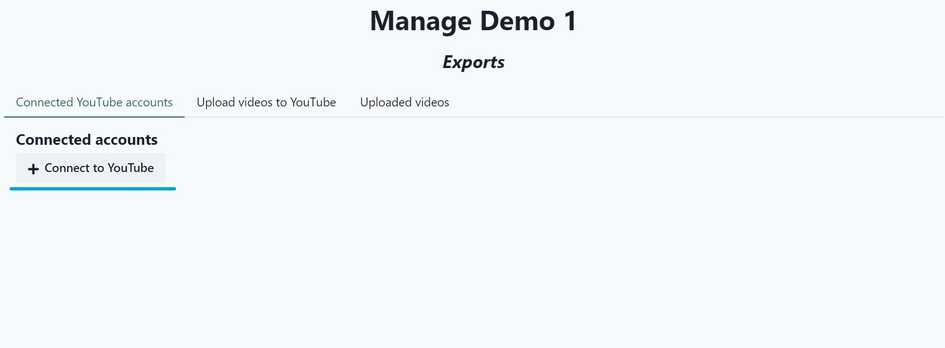 Manage Demo 1
Exports
Connected YouTube accounts Upload videos to YouTube Uploaded videos
Connected accounts
+ Connect to YouTube